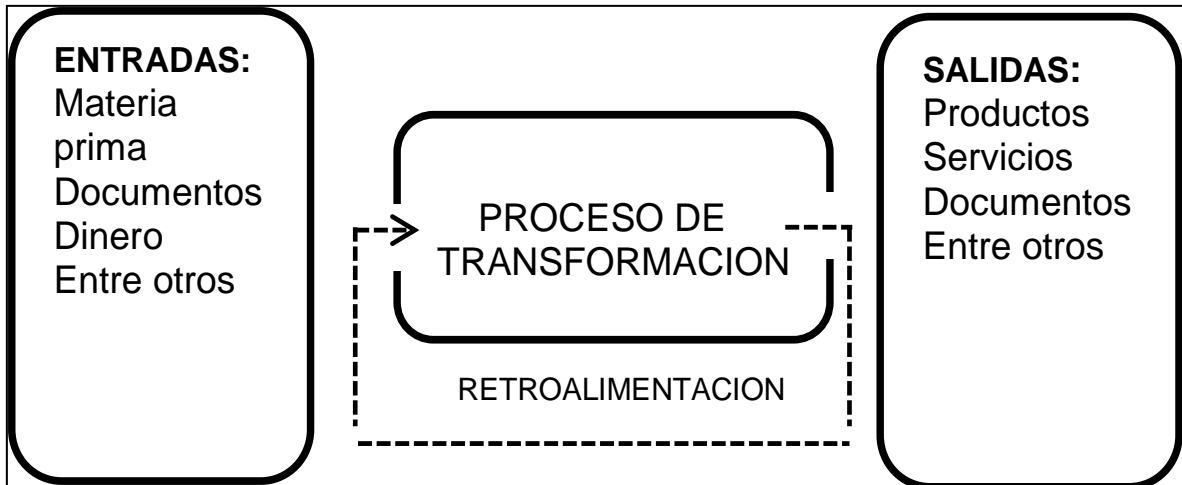 ENTRADAS:
Materia
prima
Documentos
Dinero
Entre otros
PROCESO DE
TRANSFORMACION
RETROALIMENTACION
SALIDAS:
Productos
Servicios
Documentos
Entre otros